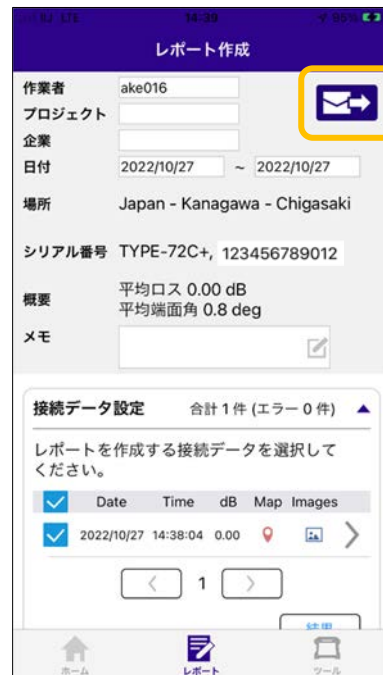 14:39
95%
レポート作成
作業者 ake016
プロジェクト
企業
日付 2022/10/27 ~ 2022/10/27
場所 Japan - Kanagawa - Chigasaki
シリアル番号 TYPE-72C+, 123456789012
概要 平均ロス 0.00 dB
平均端面角 0.8 deg
メモ
接続データ設定 合計 1 件 (エラー 0 件) ▲
レポートを作成する接続データを選択して
ください。
Date Time dB Map Images
2022/10/27 14:38:04 0.00
< 1 >
結果
ホーム レポート ツール